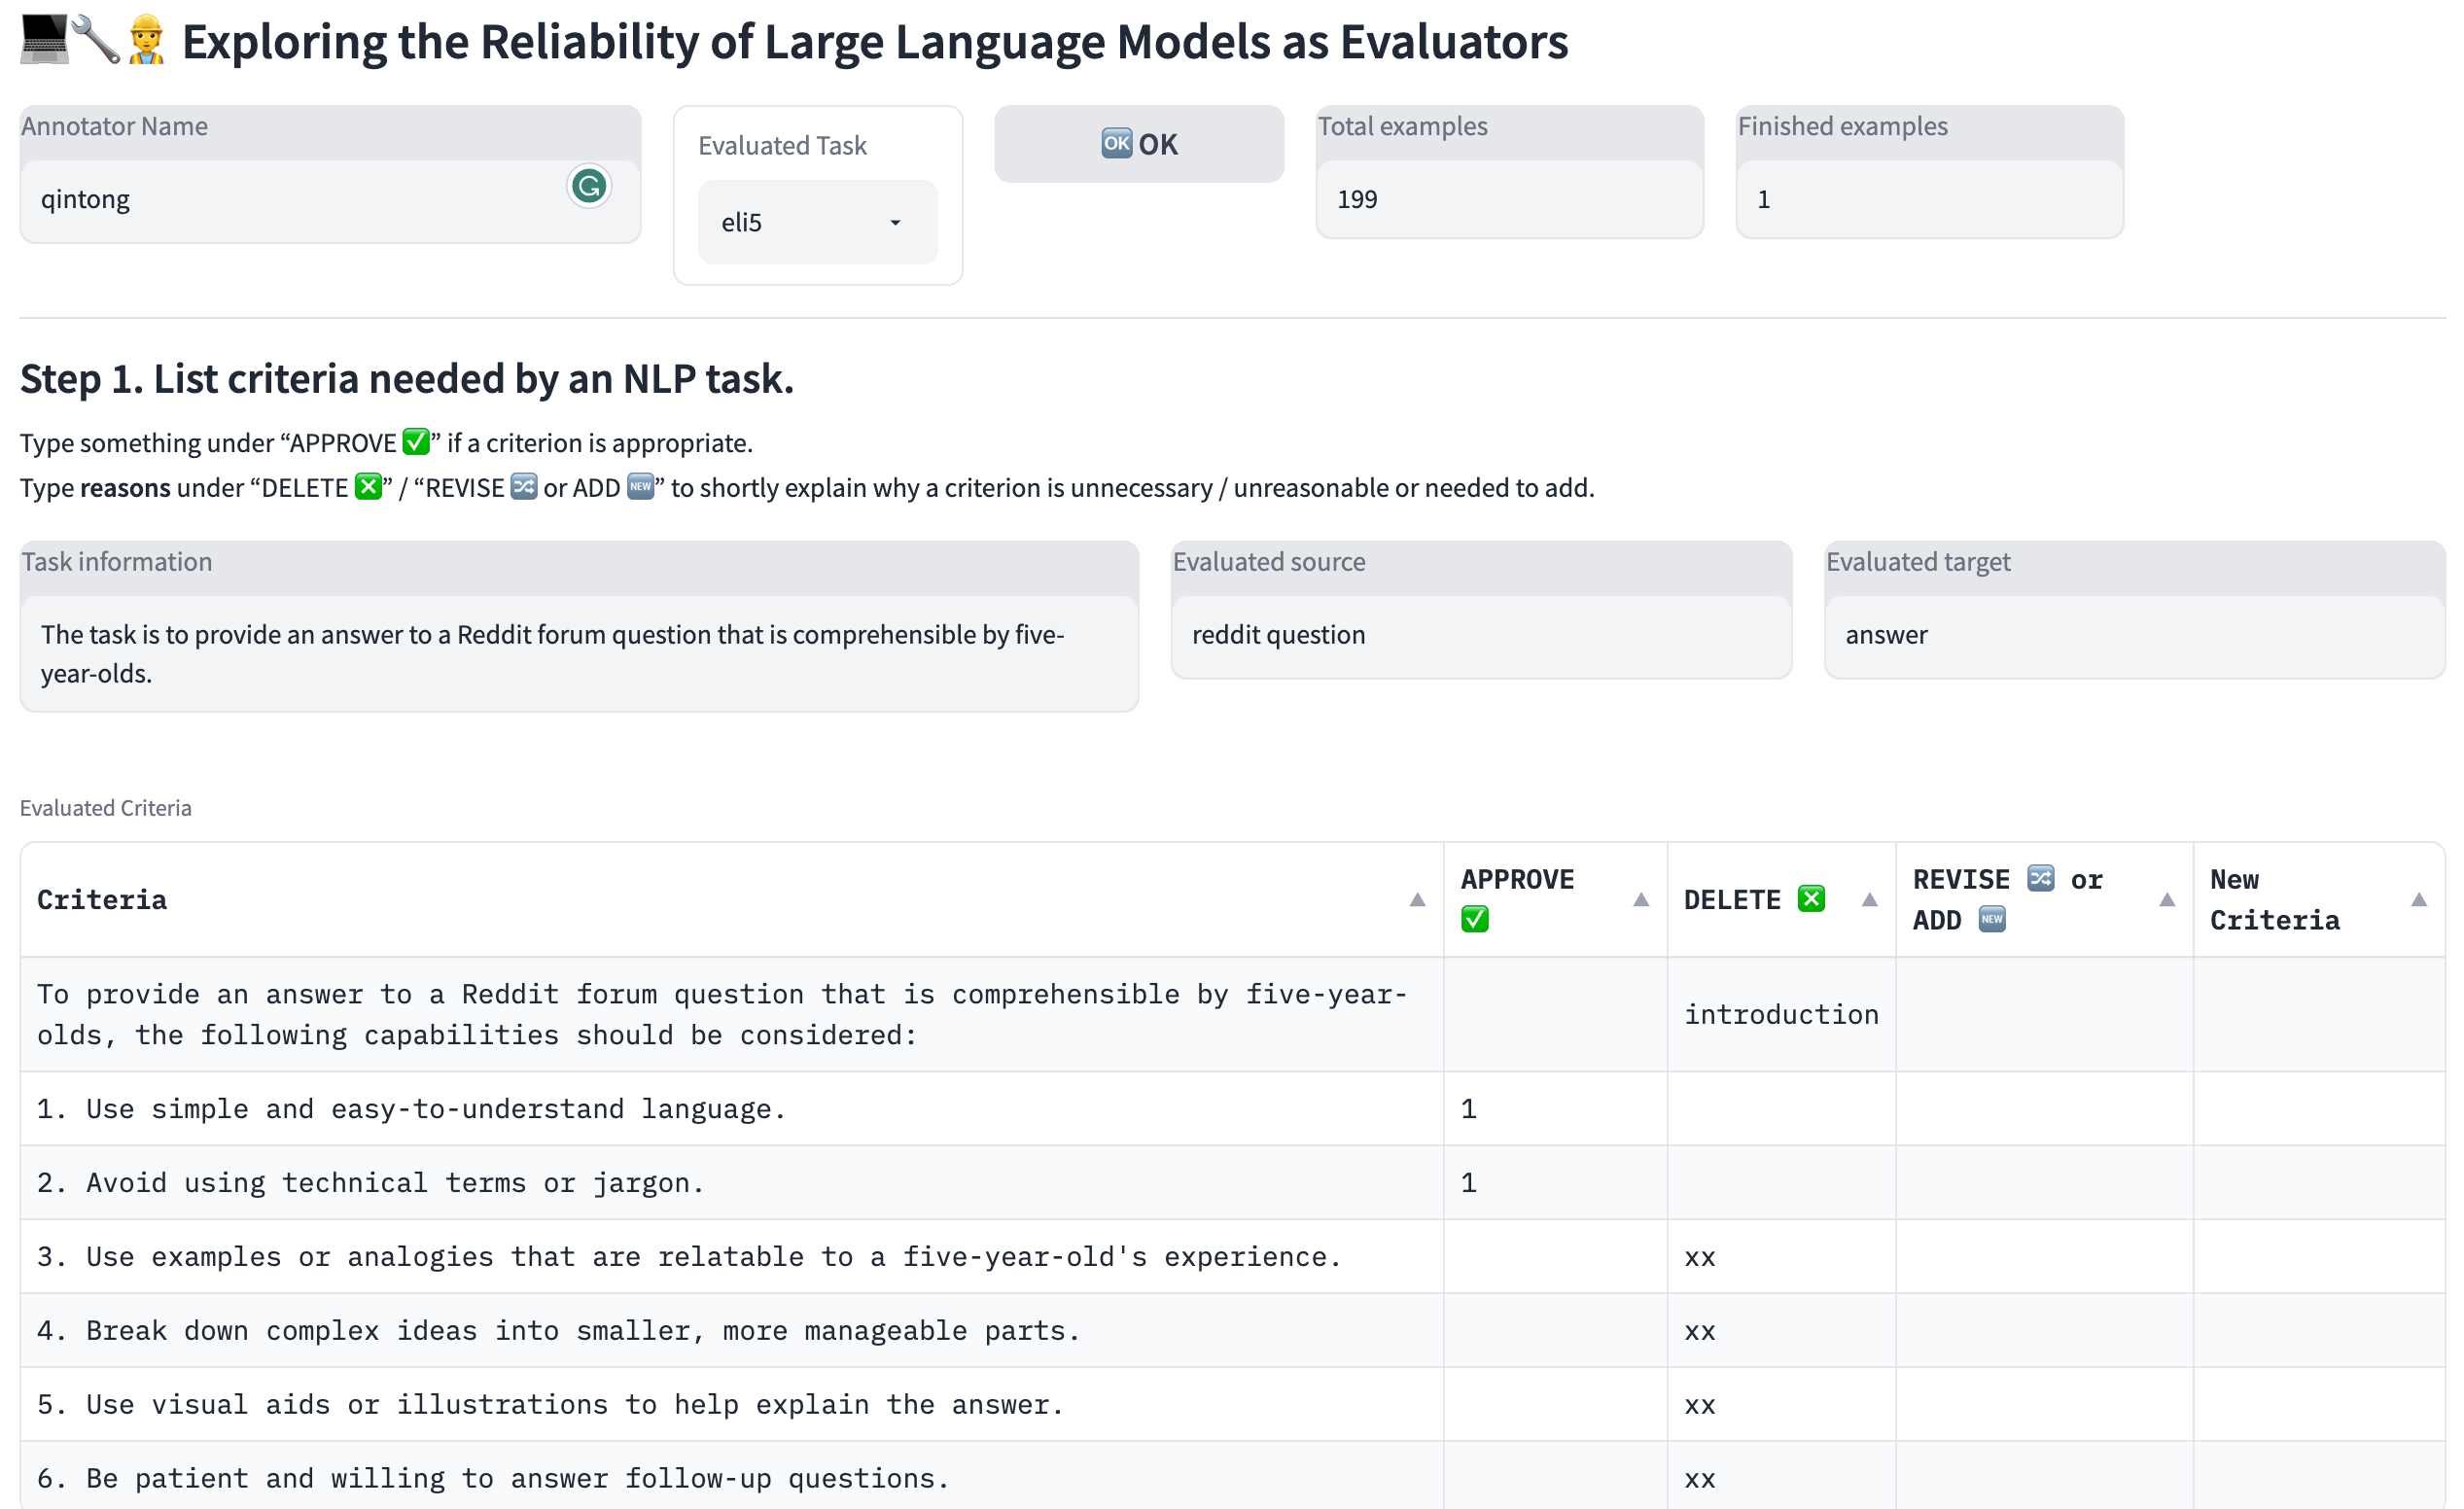 Exploring the Reliability of Large Language Models as Evaluators
Annotator Name
qintong
Evaluated Task
eli5
🆗 OK
Total examples
199
Finished examples
1
Step 1. List criteria needed by an NLP task.
Type something under “APPROVE ✅” if a criterion is appropriate.
Type reasons under “DELETE ❎” / “REVISE 🔀 or ADD 🆕” to shortly explain why a criterion is unnecessary / unreasonable or needed to add.
Task information
The task is to provide an answer to a Reddit forum question that is comprehensible by five-
year-olds.
Evaluated source
reddit question
Evaluated target
answer
Evaluated Criteria
Criteria
APPROVE
✅
DELETE ❎
REVISE 🔀 or
ADD 🆕
New
Criteria
To provide an answer to a Reddit forum question that is comprehensible by five-year-
olds, the following capabilities should be considered:
introduction
1. Use simple and easy-to-understand language.
1
2. Avoid using technical terms or jargon.
1
3. Use examples or analogies that are relatable to a five-year-old's experience.
xx
4. Break down complex ideas into smaller, more manageable parts.
xx
5. Use visual aids or illustrations to help explain the answer.
xx
6. Be patient and willing to answer follow-up questions.
xx